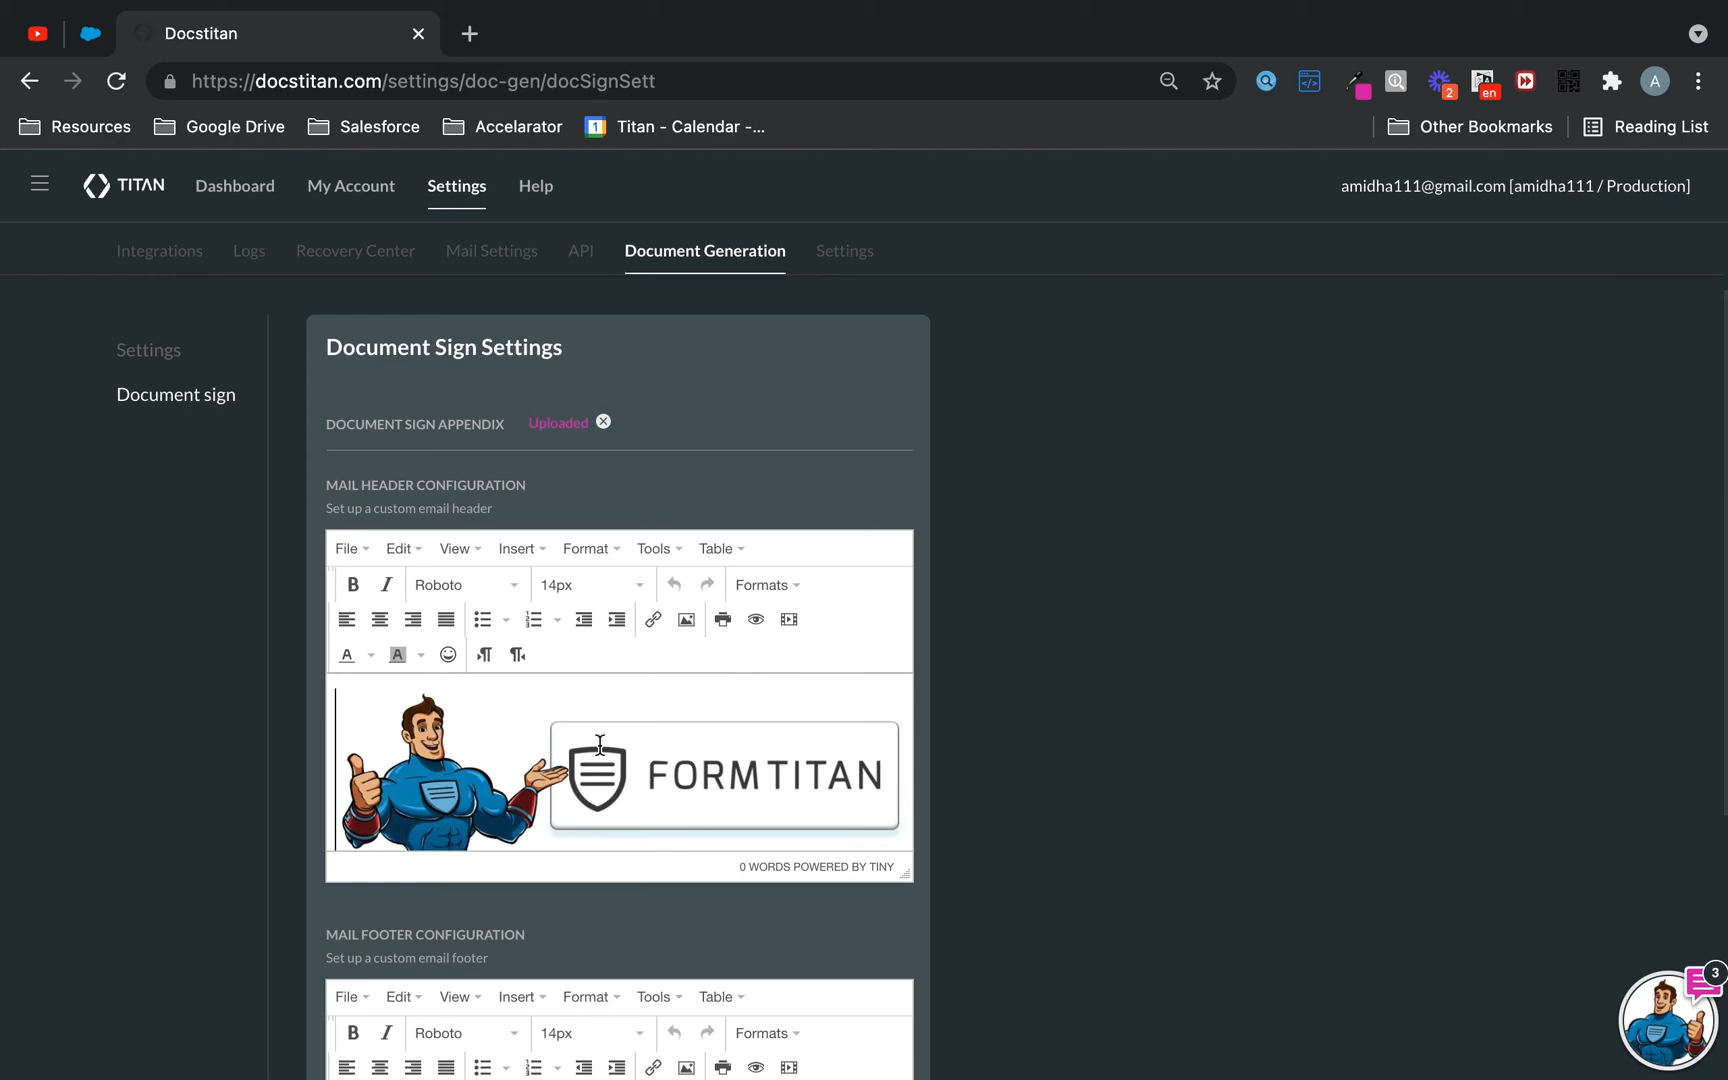 Docstitan
https://docstitan.com/settings/doc-gen/docSignSett
2
en
A
Resources
Google Drive
Salesforce
Accelarator
1
Titan - Calendar -...
Other Bookmarks
Reading List
TITAN
Dashboard
My Account
Settings
Help
amidha111@gmail.com [amidha111 / Production]
Integrations
Logs
Recovery Center
Mail Settings
API
Document Generation
Settings
Settings
Document sign
Document Sign Settings
DOCUMENT SIGN APPENDIX
Uploaded
MAIL HEADER CONFIGURATION
Set up a custom email header
File Edit View Insert Format Tools Table
B I Roboto 14px Formats
A A
FORMTITAN
0 WORDS POWERED BY TINY
MAIL FOOTER CONFIGURATION
Set up a custom email footer
File Edit View Insert Format Tools Table
B I Roboto 14px Formats
3